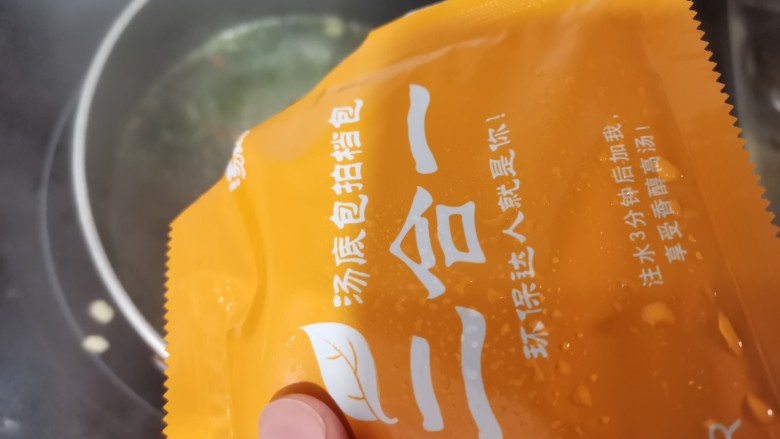 汤底包拍档包
二合一
环保达人就是你!
注水3分钟后加我,
享受香醇高汤!